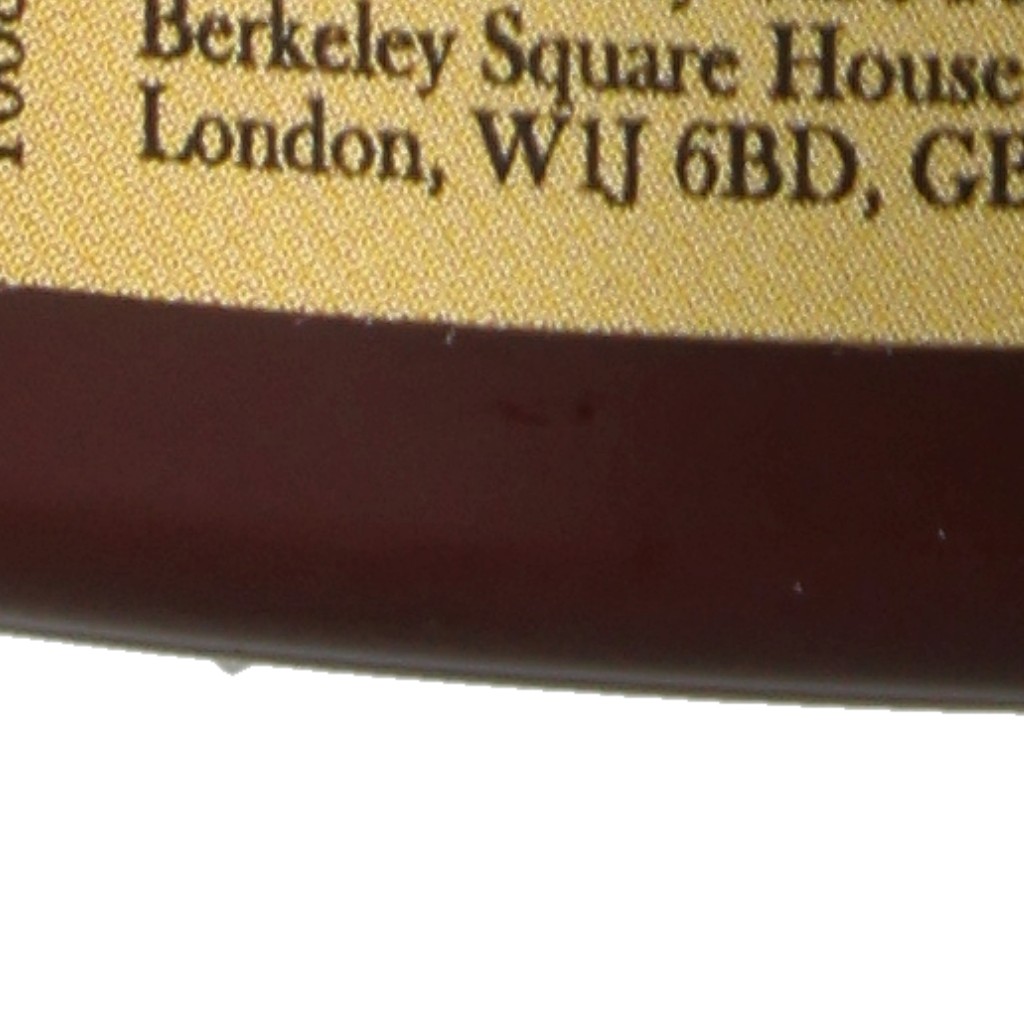 Berkeley Square House
London, W1J 6BD, GB